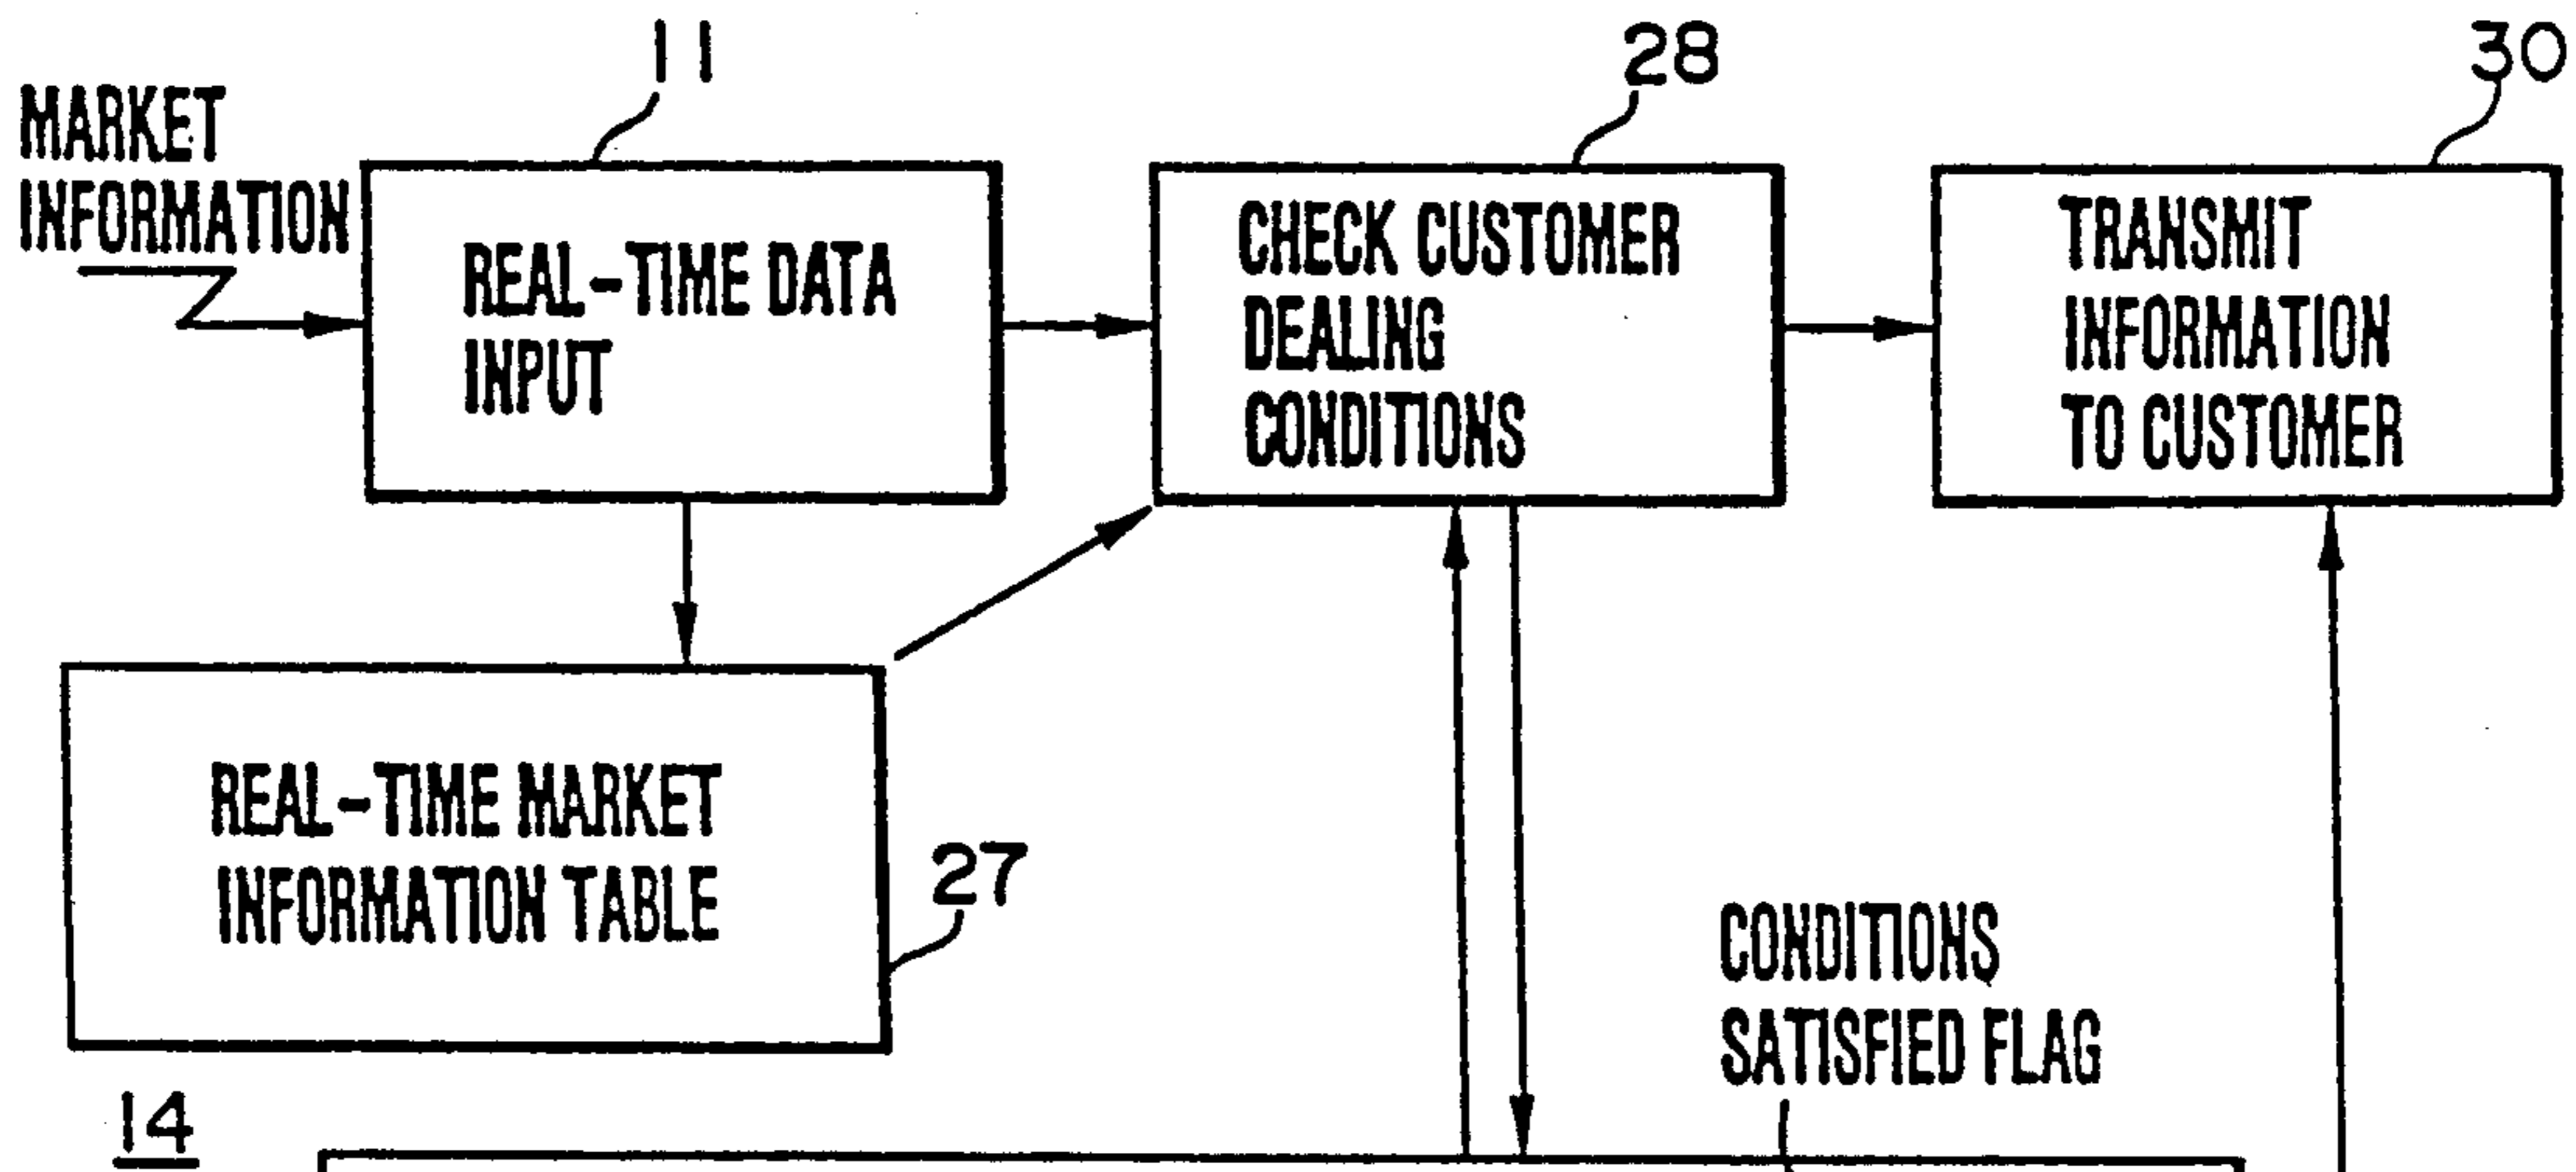 11
28
30
MARKET
INFORMATION
REAL-TIME DATA
INPUT
CHECK CUSTOMER
DEALING
CONDITIONS
TRANSMIT
INFORMATION
TO CUSTOMER
REAL-TIME MARKET
INFORMATION TABLE
27
CONDITIONS
SATISFIED FLAG
14